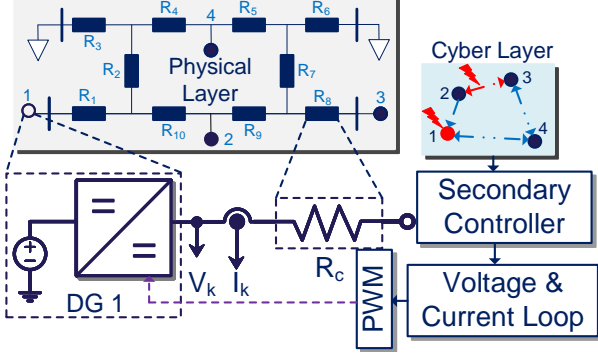 R₄
4
R₅
R₆
R₃
R₂
Physical
Layer
R₇
1
R₁
R₁₀
2
R₉
R₈
3
Cyber Layer
2
3
1
4
Secondary
Controller
Voltage &
Current Loop
PWM
DG 1
Vₖ
Iₖ
R꜀